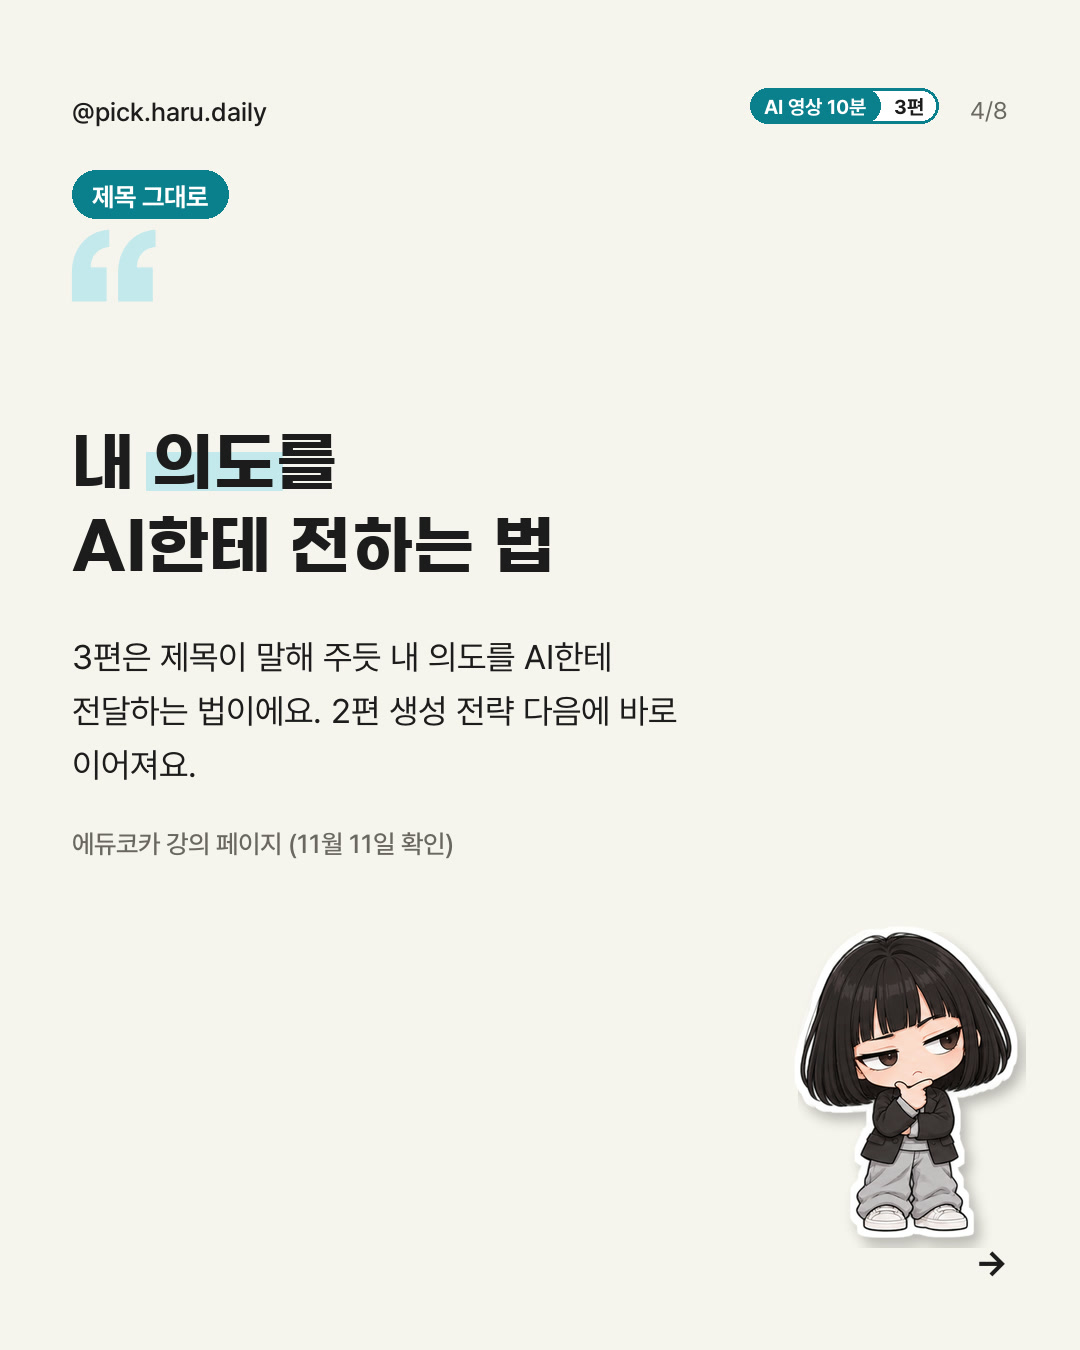 @pick.haru.daily
AI 영상 10분 3편 4/8
제목 그대로
“
내 의도를
AI한테 전하는 법
3편은 제목이 말해 주듯 내 의도를 AI한테
전달하는 법이에요. 2편 생성 전략 다음에 바로
이어져요.
에듀코카 강의 페이지 (11월 11일 확인)
→